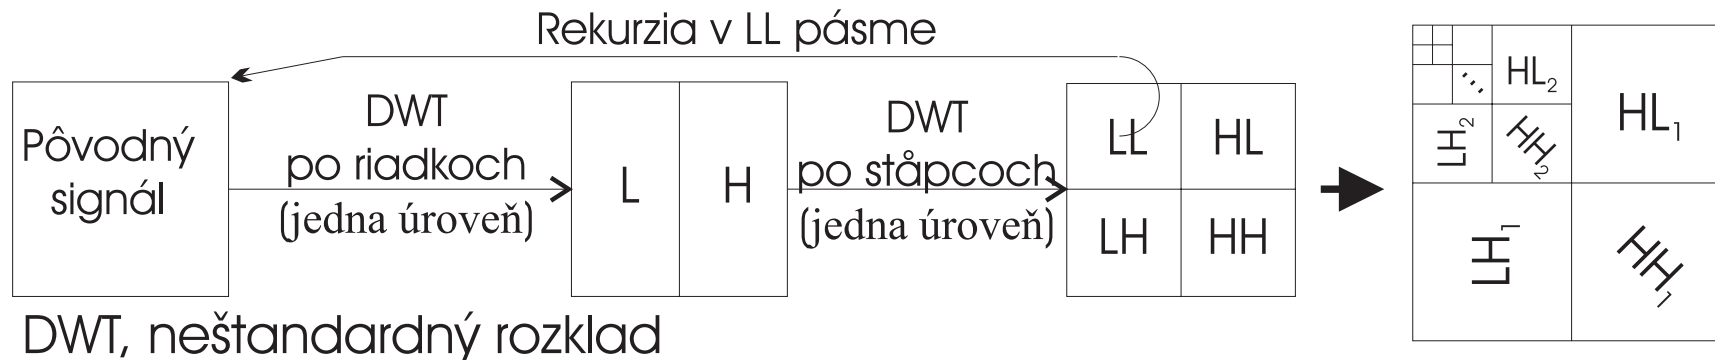 Rekurzia v LL pásme
Pôvodný
signál
DWT
po riadkoch
(jedna úroveň)
L
H
DWT
po ståpcoch
(jedna úroveň)
LL
HL
LH
HH
HL₂
LH₂
HH₂
HL₁
LH₁
HH₁
DWT, neštandardný rozklad